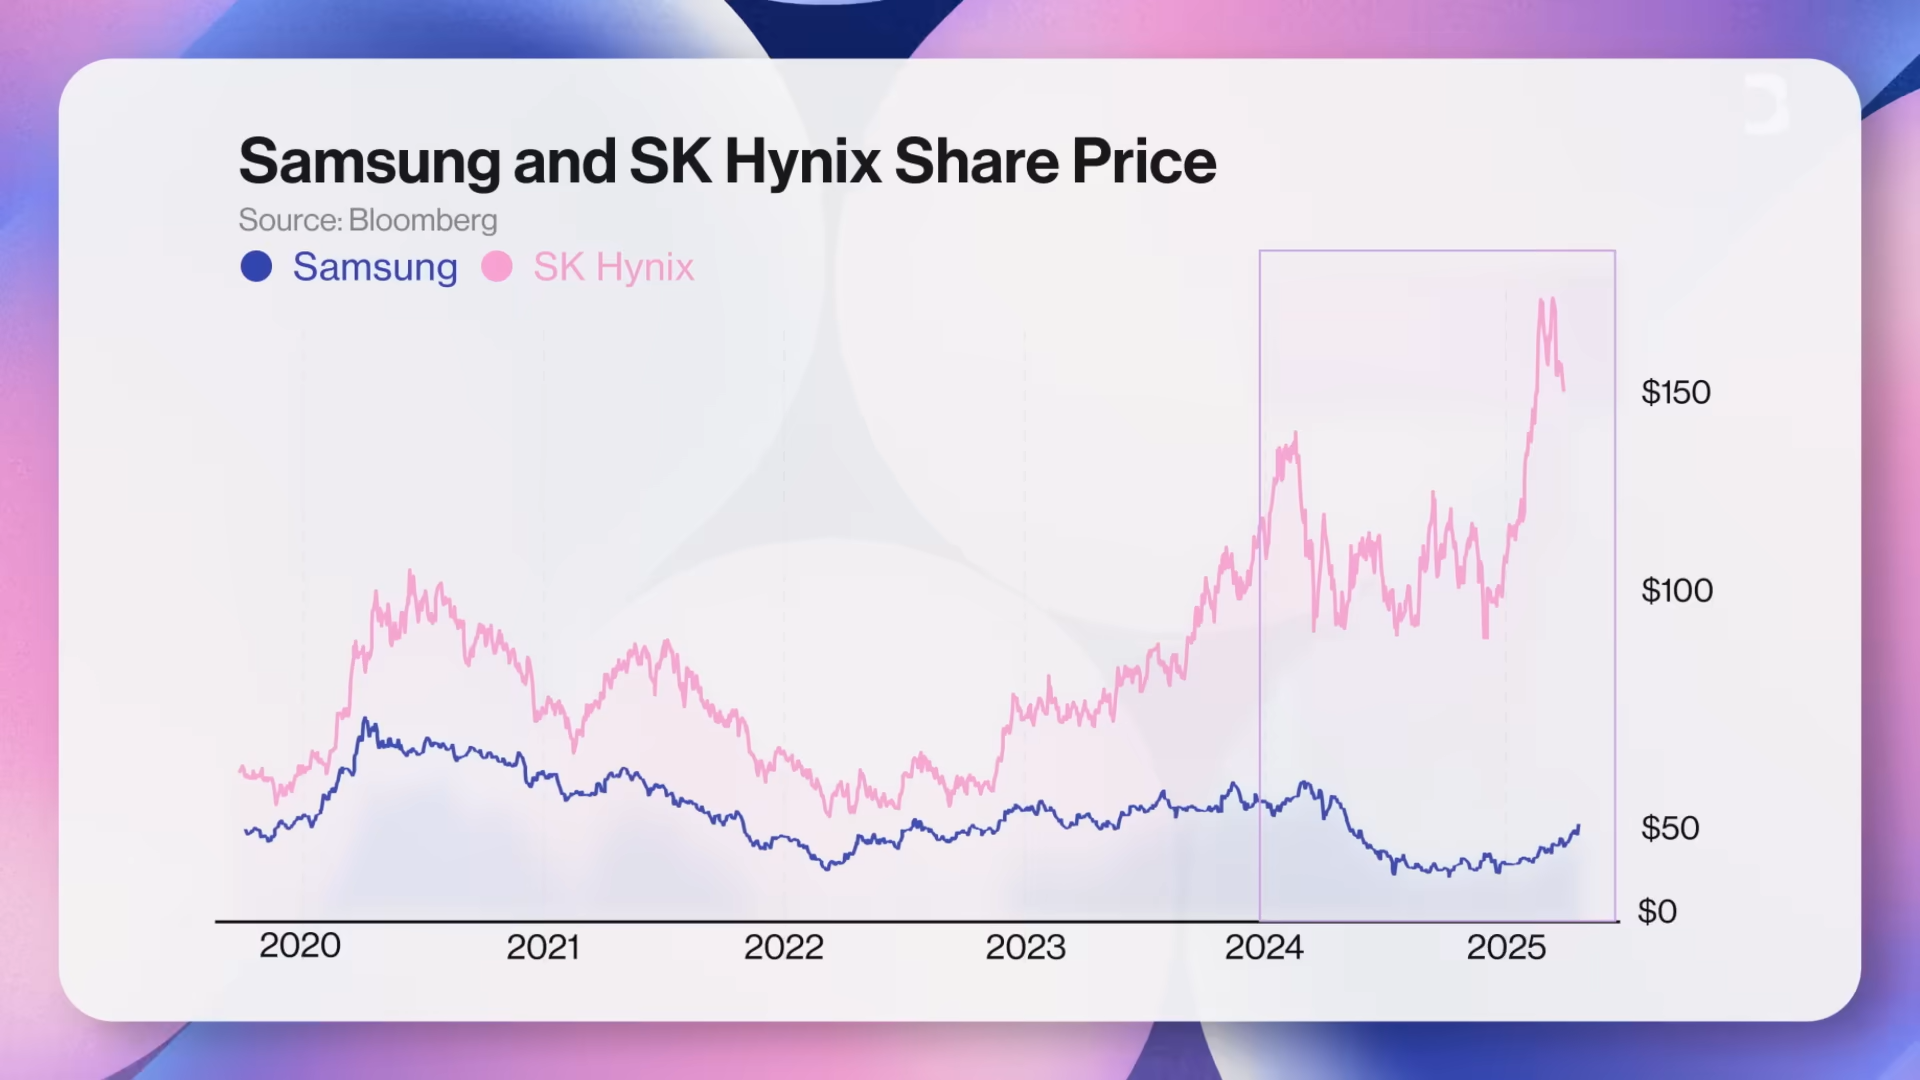 Samsung and SK Hynix Share Price
Source: Bloomberg
Samsung SK Hynix
$150
$100
$50
$0
2020 2021 2022 2023 2024 2025